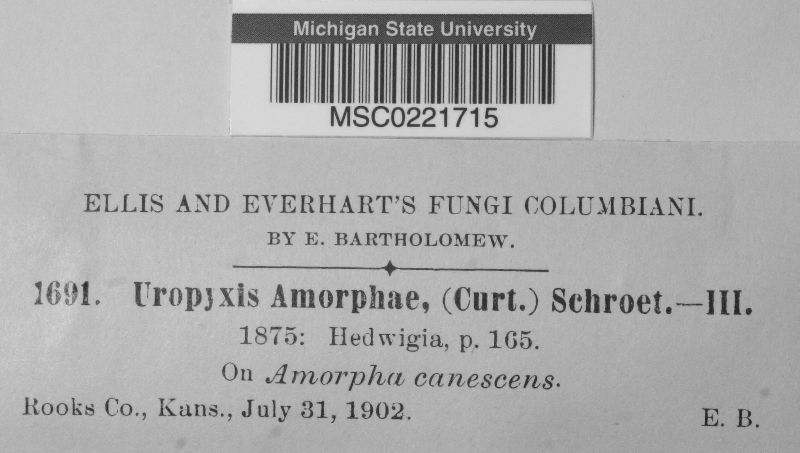 Michigan State University
MSC0221715
ELLIS AND EVERHART'S FUNGI COLUMBIANI.
BY E. BARTHOLOMEW.
1691. Uropyxis Amorphae, (Curt.) Schroet.—III.
1875: Hedwigia, p. 165.
On Amorpha canescens.
Rooks Co., Kans., July 31, 1902.
E. B.